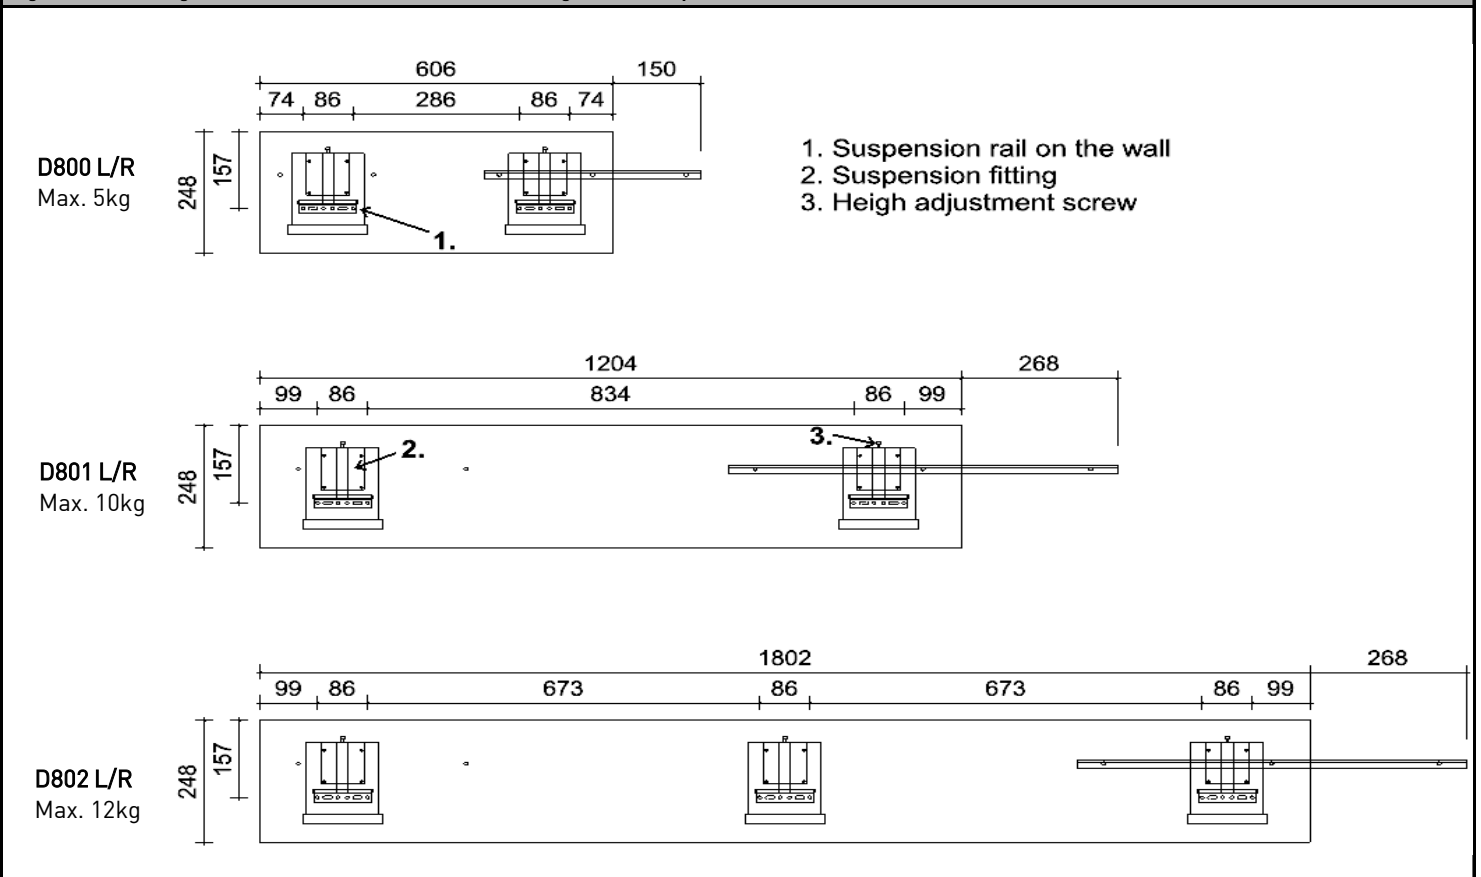 606 150
74 86 286 86 74
D800 L/R
Max. 5kg
248
157
1.
1. Suspension rail on the wall
2. Suspension fitting
3. Heigh adjustment screw
1204 268
99 86 834 86 99
D801 L/R
Max. 10kg
248
157
2.
3.
1802 268
99 86 673 86 673 86 99
D802 L/R
Max. 12kg
248
157